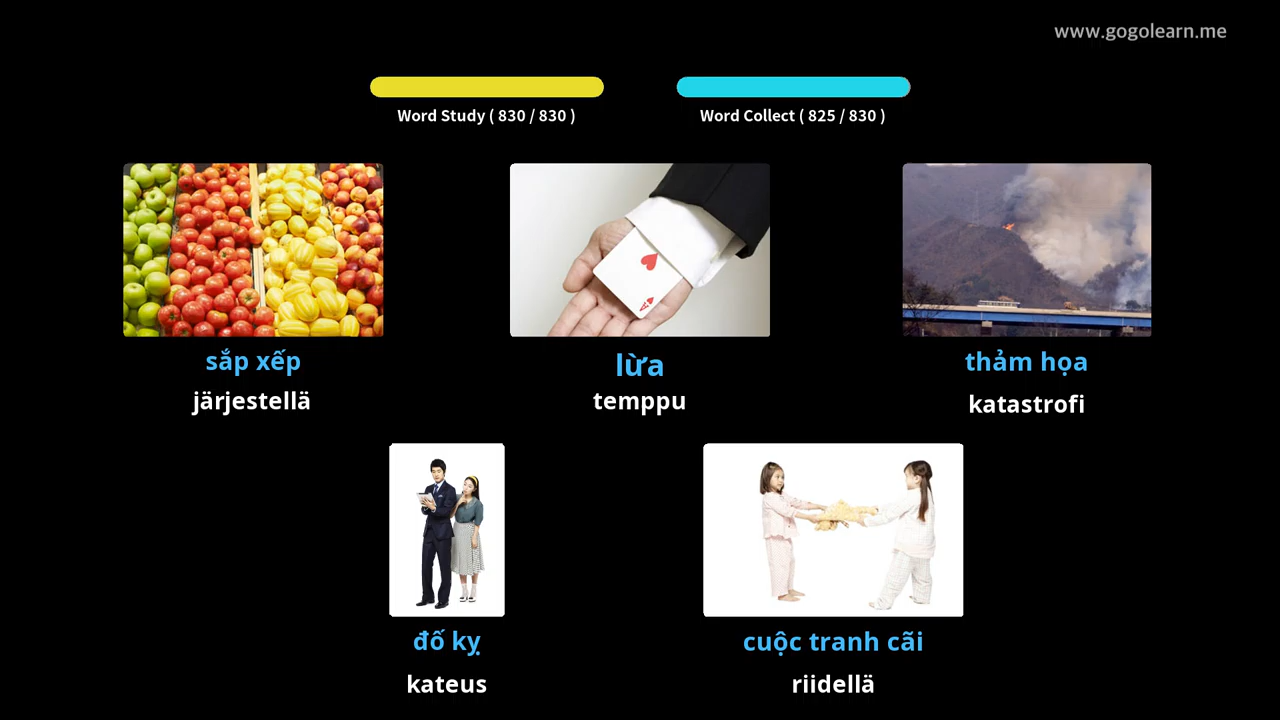 www.gogolearn.me
Word Study ( 830 / 830 )
Word Collect ( 825 / 830 )
sắp xếp
lừa
thảm họa
järjestellä
temppu
katastrofi
đố kỵ
cuộc tranh cãi
kateus
riidellä